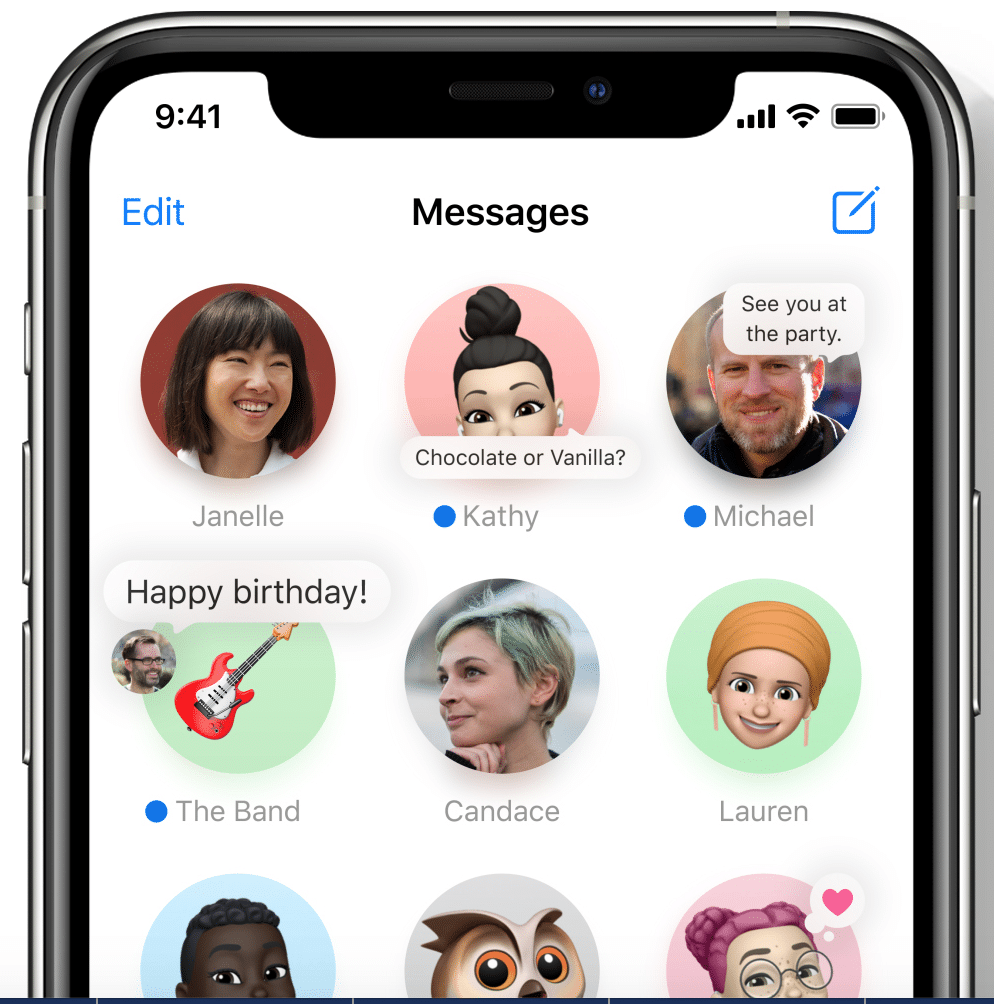 9:41
Edit
Messages
See you at
the party.
Chocolate or Vanilla?
Janelle
Kathy
Michael
Happy birthday!
The Band
Candace
Lauren